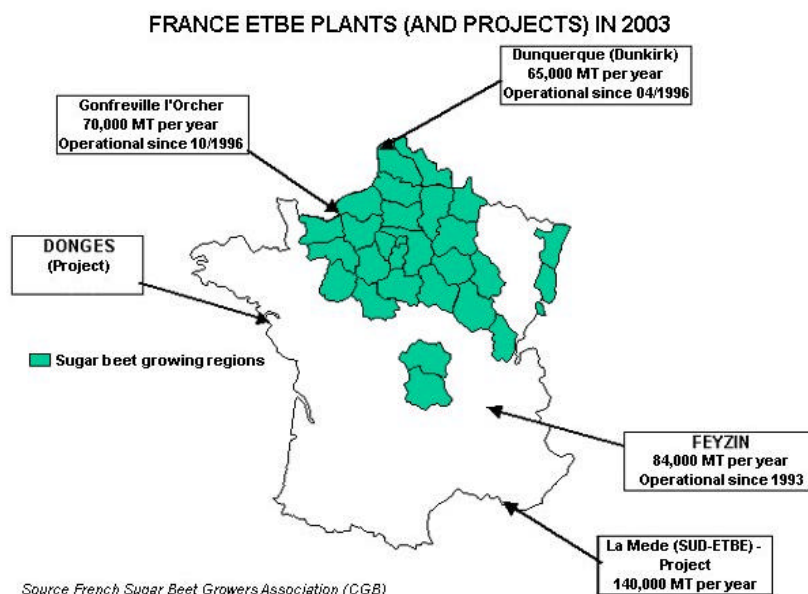 FRANCE ETBE PLANTS (AND PROJECTS) IN 2003
Dunquerque (Dunkirk)
65,000 MT per year
Operational since 04/1996
Gonfreville l'Orcher
70,000 MT per year
Operational since 10/1996
DONGES
(Project)
Sugar beet growing regions
FEYZIN
84,000 MT per year
Operational since 1993
La Mede (SUD-ETBE) -
Project
140,000 MT per year
Source French Sugar Beet Growers Association (CGB)